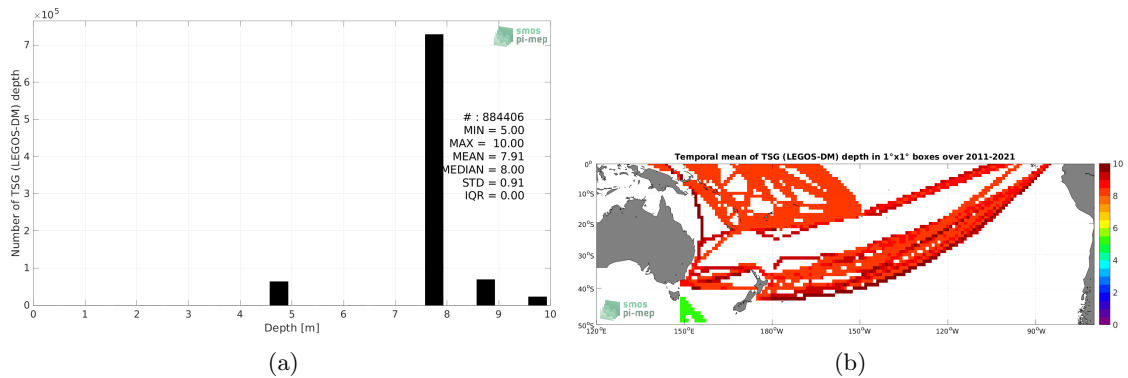 ×10⁵
smos
pi-mep
7
6
5
4
3
2
1
0
Number of TSG (LEGOS-DM) depth
# : 884406
MIN = 5.00
MAX = 10.00
MEAN = 7.91
MEDIAN = 8.00
STD = 0.91
IQR = 0.00
0 1 2 3 4 5 6 7 8 9 10
Depth [m]
(a)
Temporal mean of TSG (LEGOS-DM) depth in 1°x1° boxes over 2011-2021
0°
10°S
20°S
30°S
40°S
50°S
120°E 150°E 180°W 150°W 120°W 90°W
smos
pi-mep
10
8
6
4
2
0
(b)